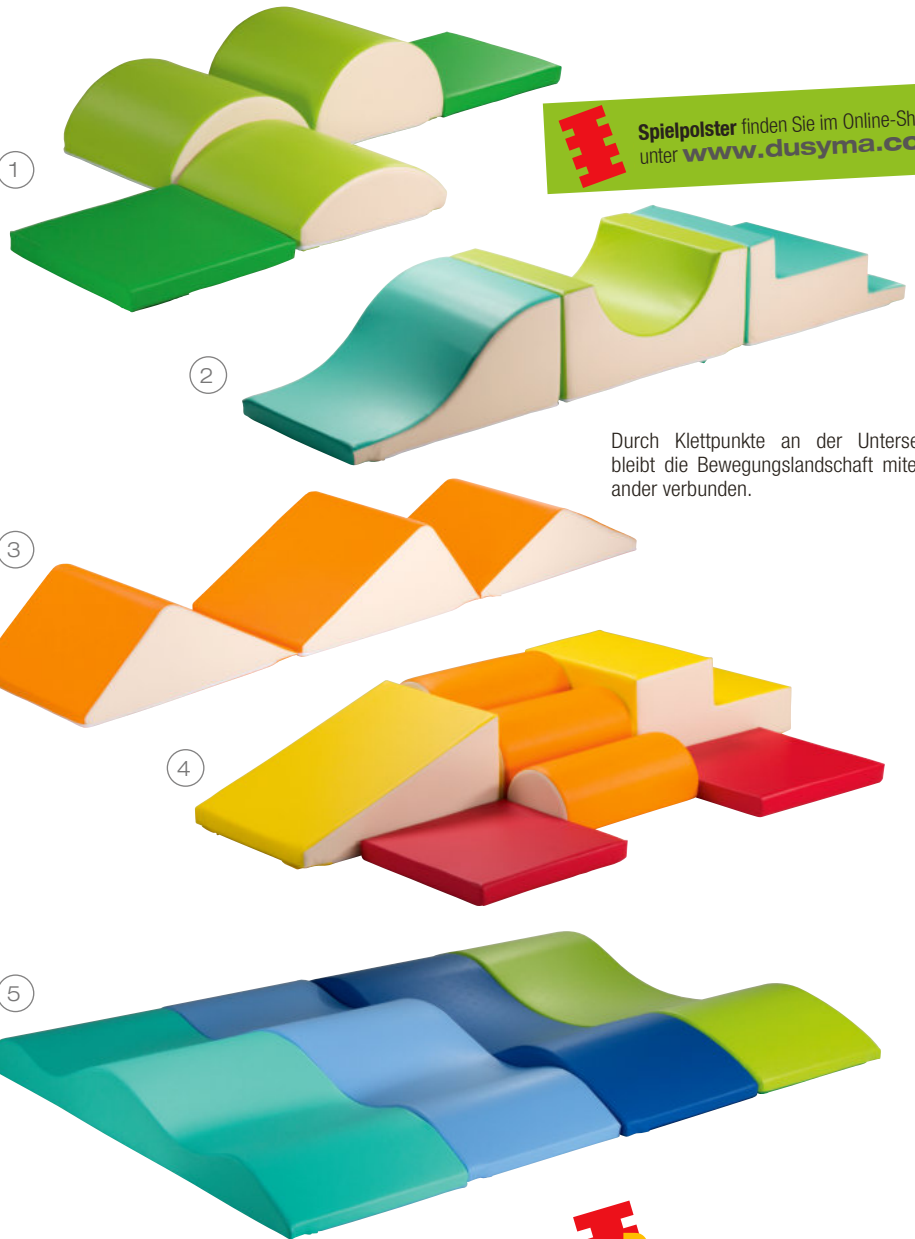 1
Spielpolster finden Sie im Online-Sh
unter www.dusyma.co
2
Durch Klettpunkte an der Unterse
bleibt die Bewegungslandschaft mite
ander verbunden.
3
4
5